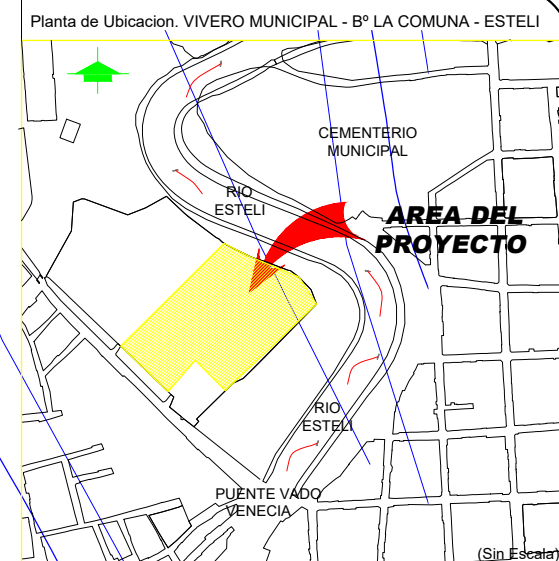 Planta de Ubicacion. VIVERO MUNICIPAL - Bº LA COMUNA - ESTELI
CEMENTERIO
MUNICIPAL
RIO
ESTELI
AREA DEL
PROYECTO
RIO
ESTELI
PUENTE VADO
VENECIA
(Sin Escala)